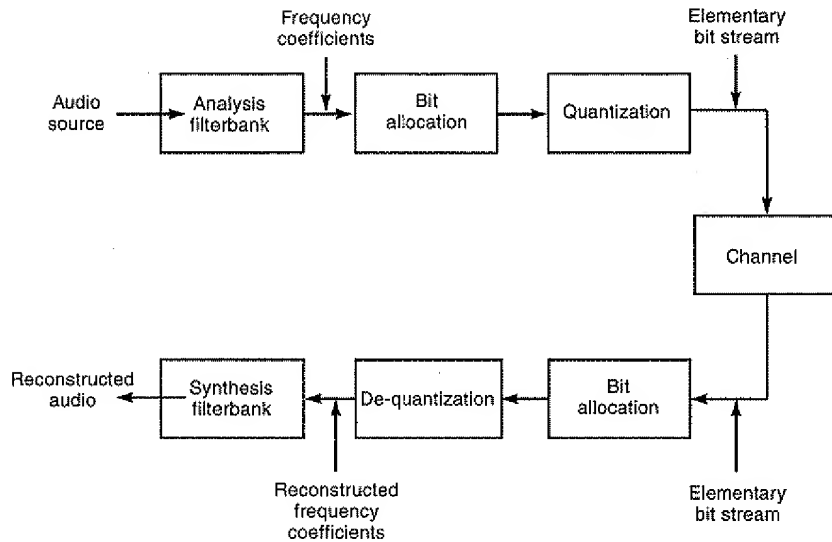 Frequency
coefficients
Elementary
bit stream
Audio
source
Analysis
filterbank
Bit
allocation
Quantization
Channel
Reconstructed
audio
Synthesis
filterbank
De-quantization
Bit
allocation
Reconstructed
frequency
coefficients
Elementary
bit stream